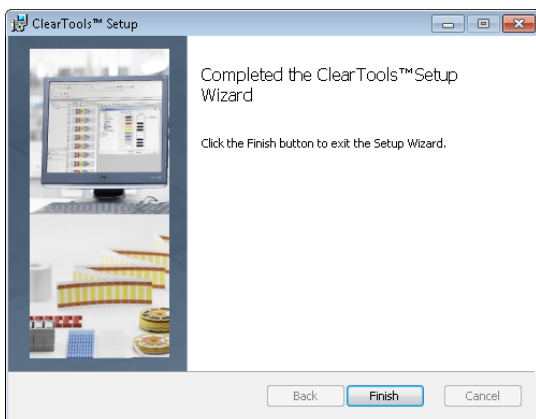 ClearTools™ Setup
Completed the ClearTools™Setup
Wizard
Click the Finish button to exit the Setup Wizard.
Back Finish Cancel